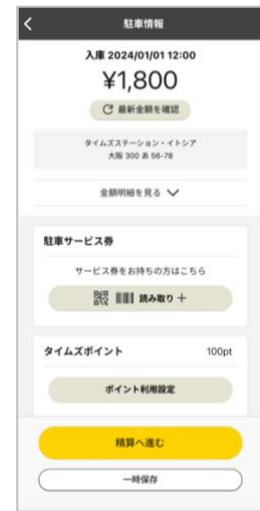 駐車情報
入庫 2024/01/01 12:00
¥1,800
最新金額を確認
タイムズステーション・イトシア
大阪 300 あ 56-78
金額明細を見る
駐車サービス券
サービス券をお持ちの方はこちら
読み取り +
タイムズポイント 100pt
ポイント利用設定
精算へ進む
一時保存